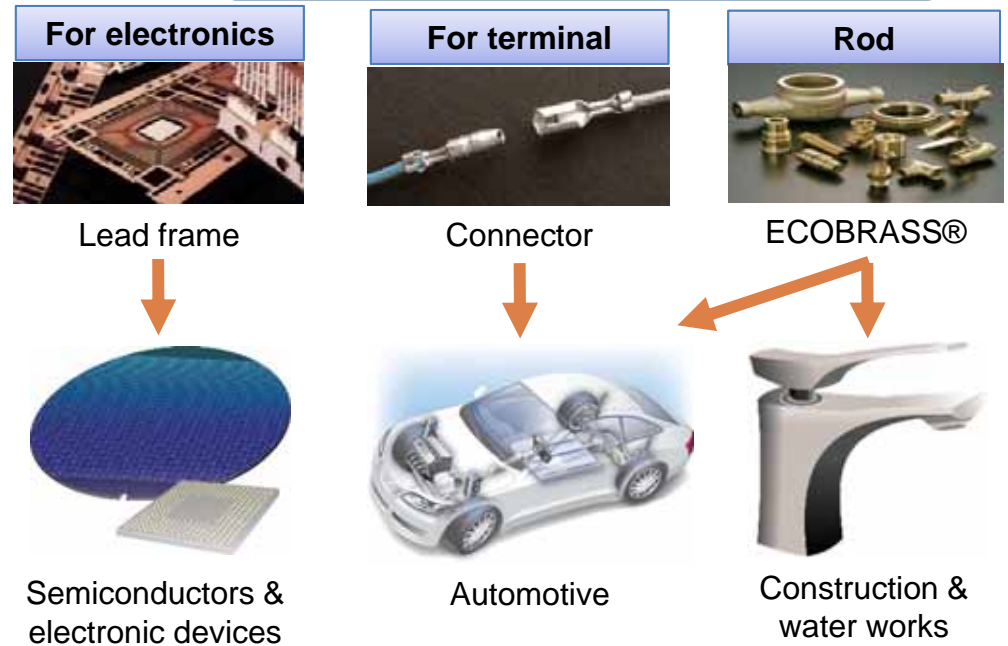 For electronics
For terminal
Rod
Lead frame
Connector
ECOBRASS®
Semiconductors &
electronic devices
Automotive
Construction &
water works